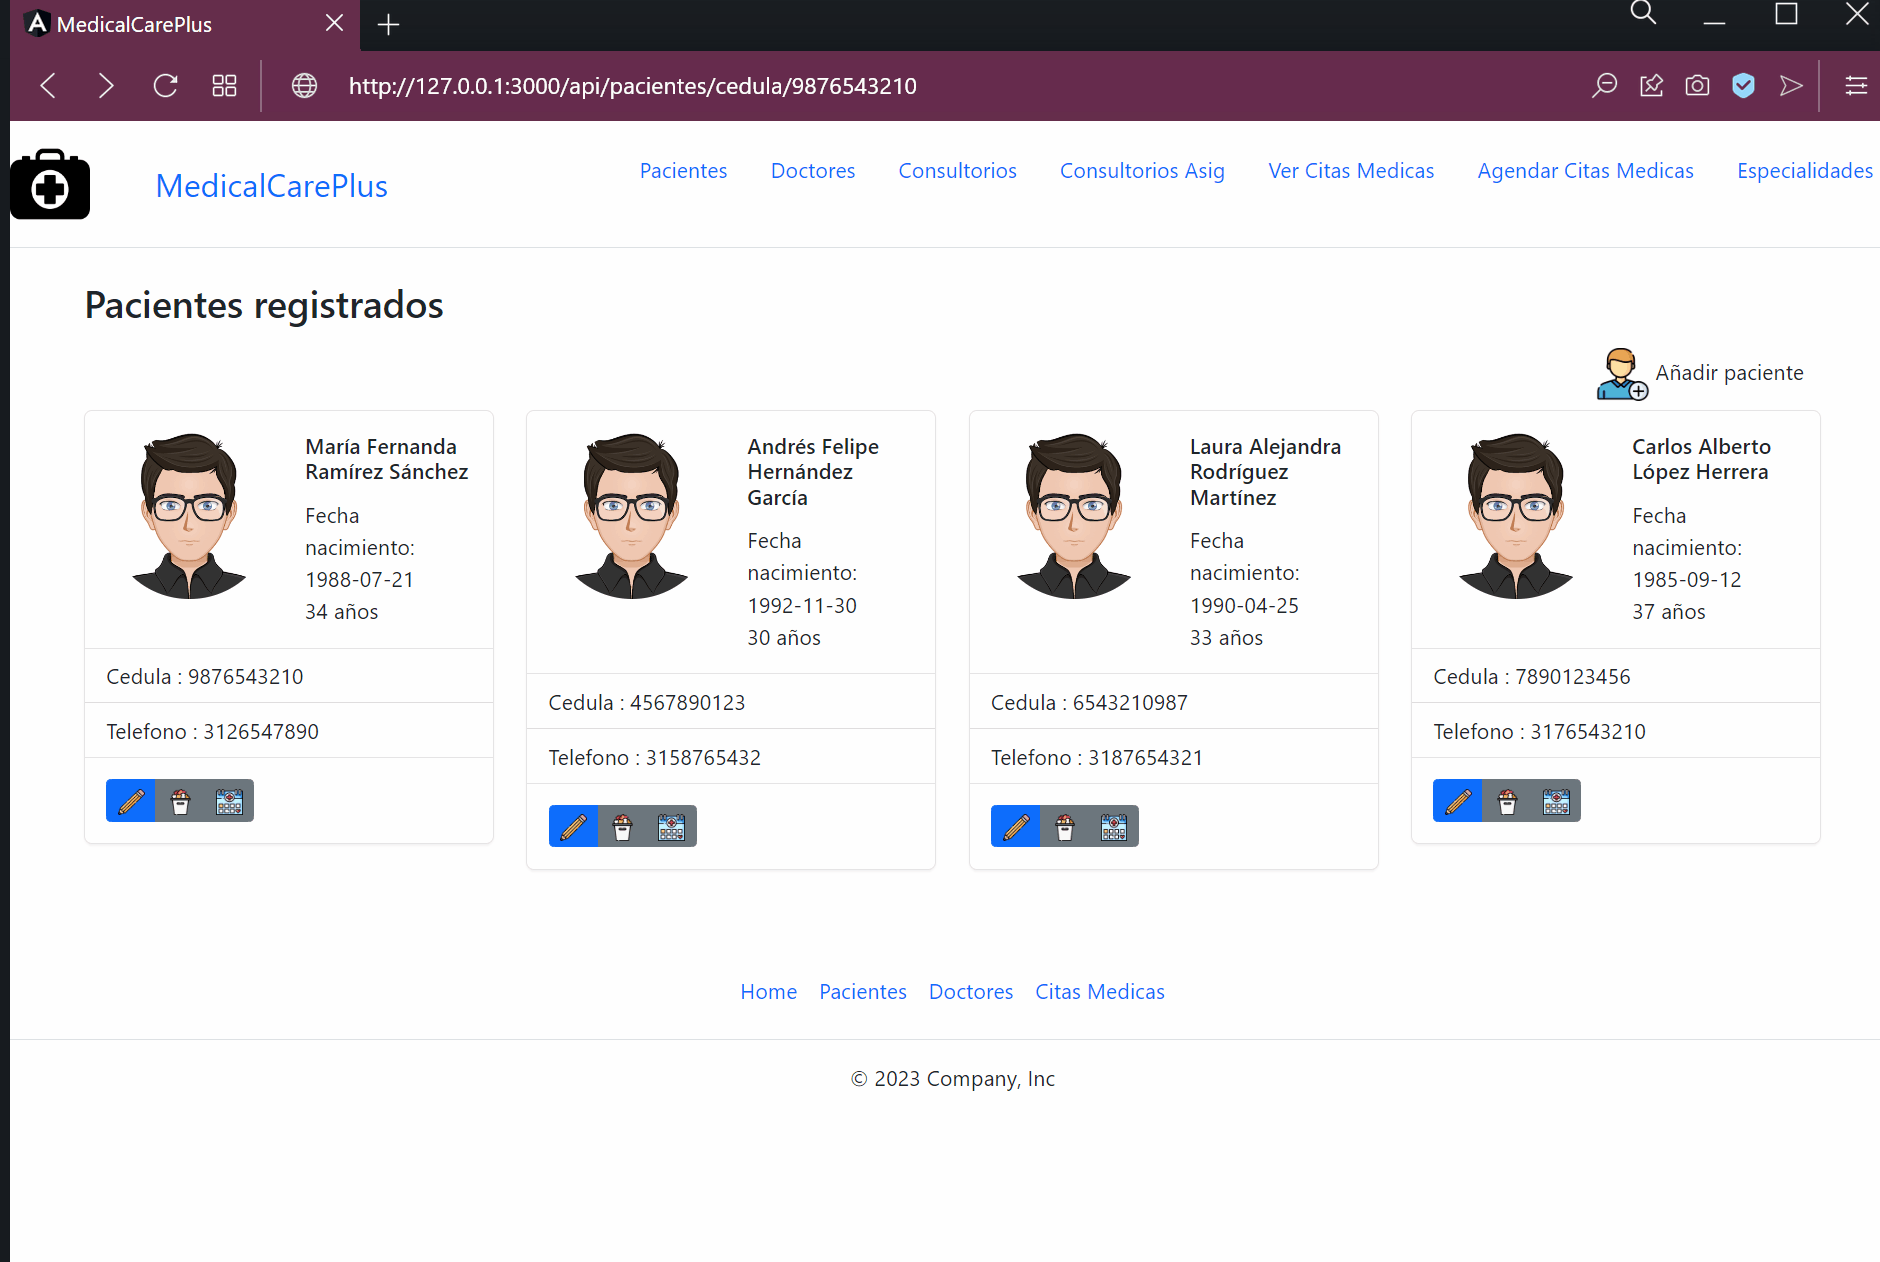 MedicalCarePlus
http://127.0.0.1:3000/api/pacientes/cedula/9876543210
MedicalCarePlus
Pacientes Doctores Consultorios Consultorios Asig Ver Citas Medicas Agendar Citas Medicas Especialidades
Pacientes registrados
Añadir paciente
María Fernanda
Ramírez Sánchez
Fecha
nacimiento:
1988-07-21
34 años
Cedula : 9876543210
Telefono : 3126547890
Andrés Felipe
Hernández
García
Fecha
nacimiento:
1992-11-30
30 años
Cedula : 4567890123
Telefono : 3158765432
Laura Alejandra
Rodríguez
Martínez
Fecha
nacimiento:
1990-04-25
33 años
Cedula : 6543210987
Telefono : 3187654321
Carlos Alberto
López Herrera
Fecha
nacimiento:
1985-09-12
37 años
Cedula : 7890123456
Telefono : 3176543210
Home Pacientes Doctores Citas Medicas
© 2023 Company, Inc